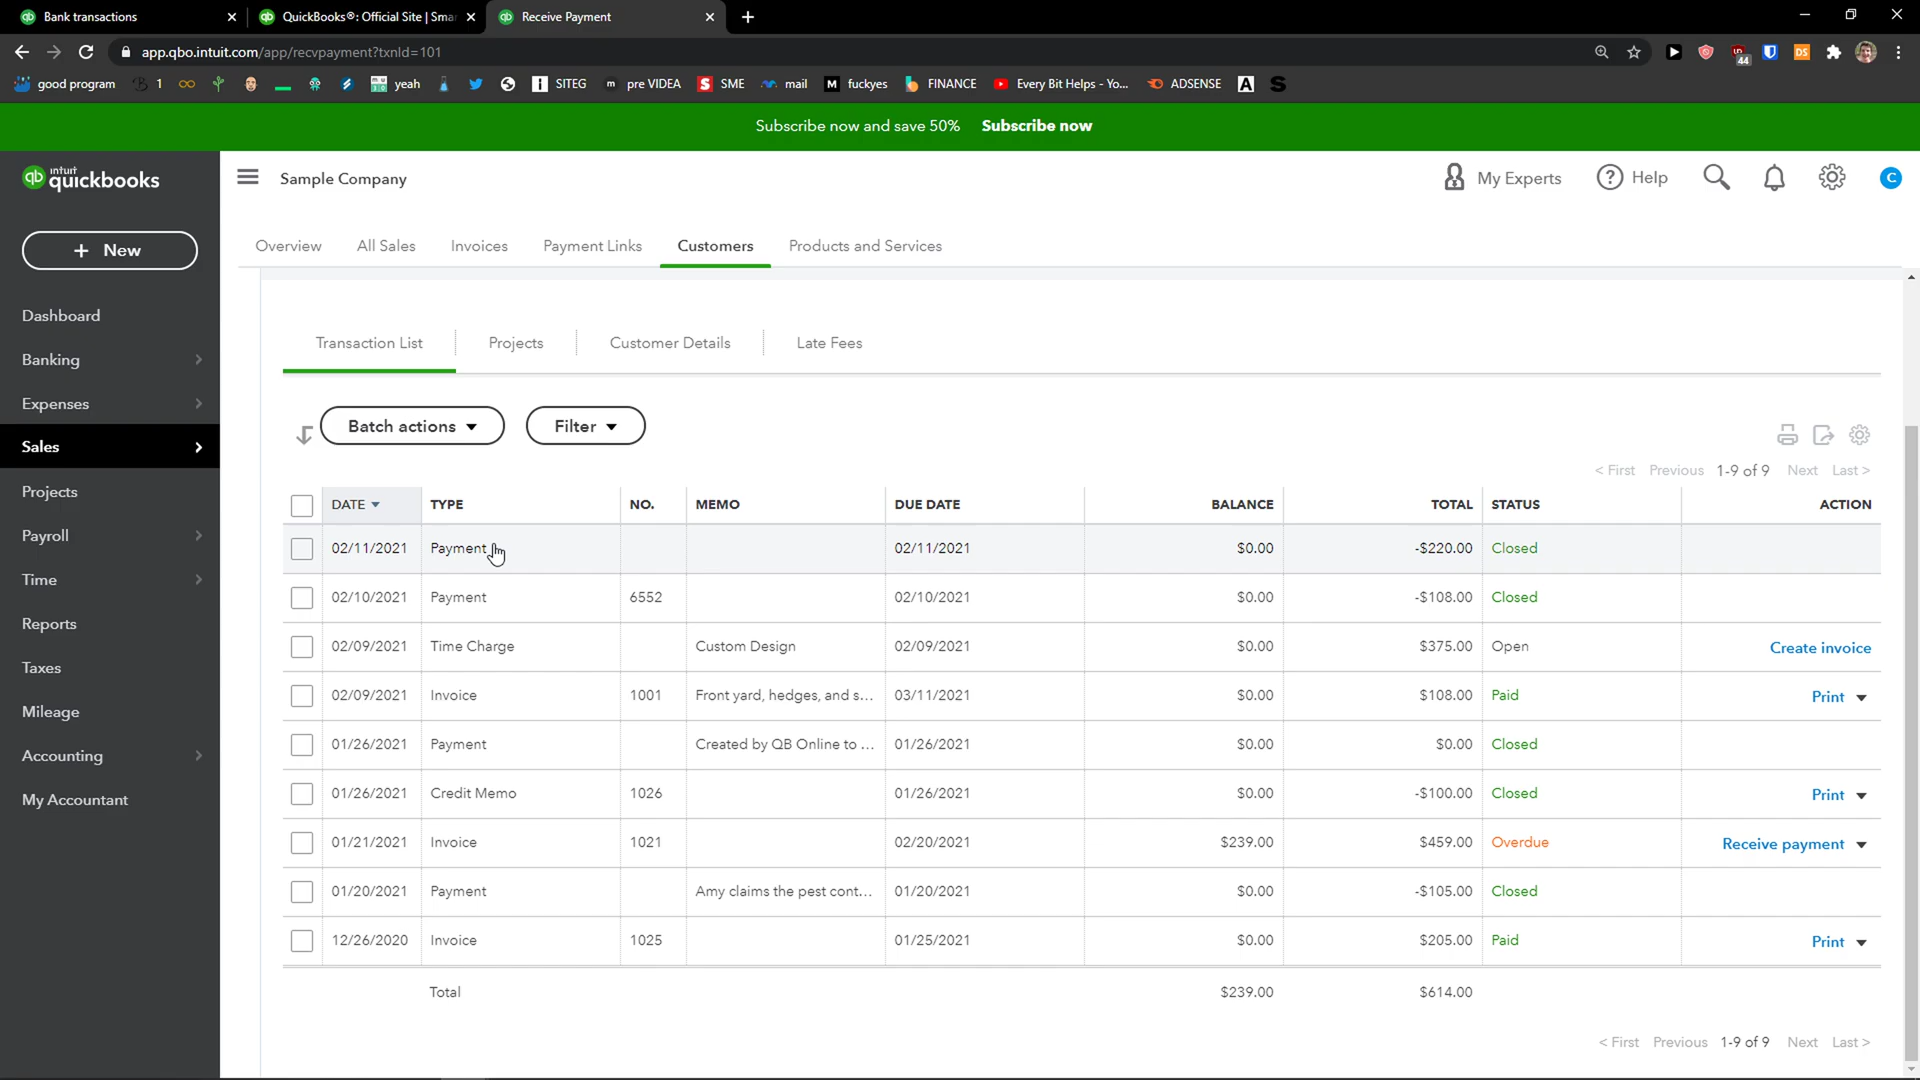 Bank transactions
QuickBooks®: Official Site | Smar
Receive Payment
app.qbo.intuit.com/app/recvpayment?txnId=101
44
DS
good program
1
yeah
SITEG
pre VIDEA
SME
mail
fuckyes
FINANCE
Every Bit Helps - Yo...
ADSENSE
Subscribe now and save 50% Subscribe now
intuit
quickbooks
Sample Company
My Experts
Help
C
+ New
Overview
All Sales
Invoices
Payment Links
Customers
Products and Services
Dashboard
Banking
Expenses
Sales
Projects
Payroll
Time
Reports
Taxes
Mileage
Accounting
My Accountant
Transaction List
Projects
Customer Details
Late Fees
Batch actions
Filter
< First Previous 1-9 of 9 Next Last >
DATE TYPE NO. MEMO DUE DATE BALANCE TOTAL STATUS ACTION
02/11/2021 Payment 02/11/2021 $0.00 -$220.00 Closed
02/10/2021 Payment 6552 02/10/2021 $0.00 -$108.00 Closed
02/09/2021 Time Charge Custom Design 02/09/2021 $0.00 $375.00 Open Create invoice
02/09/2021 Invoice 1001 Front yard, hedges, and s... 03/11/2021 $0.00 $108.00 Paid Print
01/26/2021 Payment Created by QB Online to ... 01/26/2021 $0.00 $0.00 Closed
01/26/2021 Credit Memo 1026 01/26/2021 $0.00 -$100.00 Closed Print
01/21/2021 Invoice 1021 02/20/2021 $239.00 $459.00 Overdue Receive payment
01/20/2021 Payment Amy claims the pest cont... 01/20/2021 $0.00 -$105.00 Closed
12/26/2020 Invoice 1025 01/25/2021 $0.00 $205.00 Paid Print
Total $239.00 $614.00
< First Previous 1-9 of 9 Next Last >